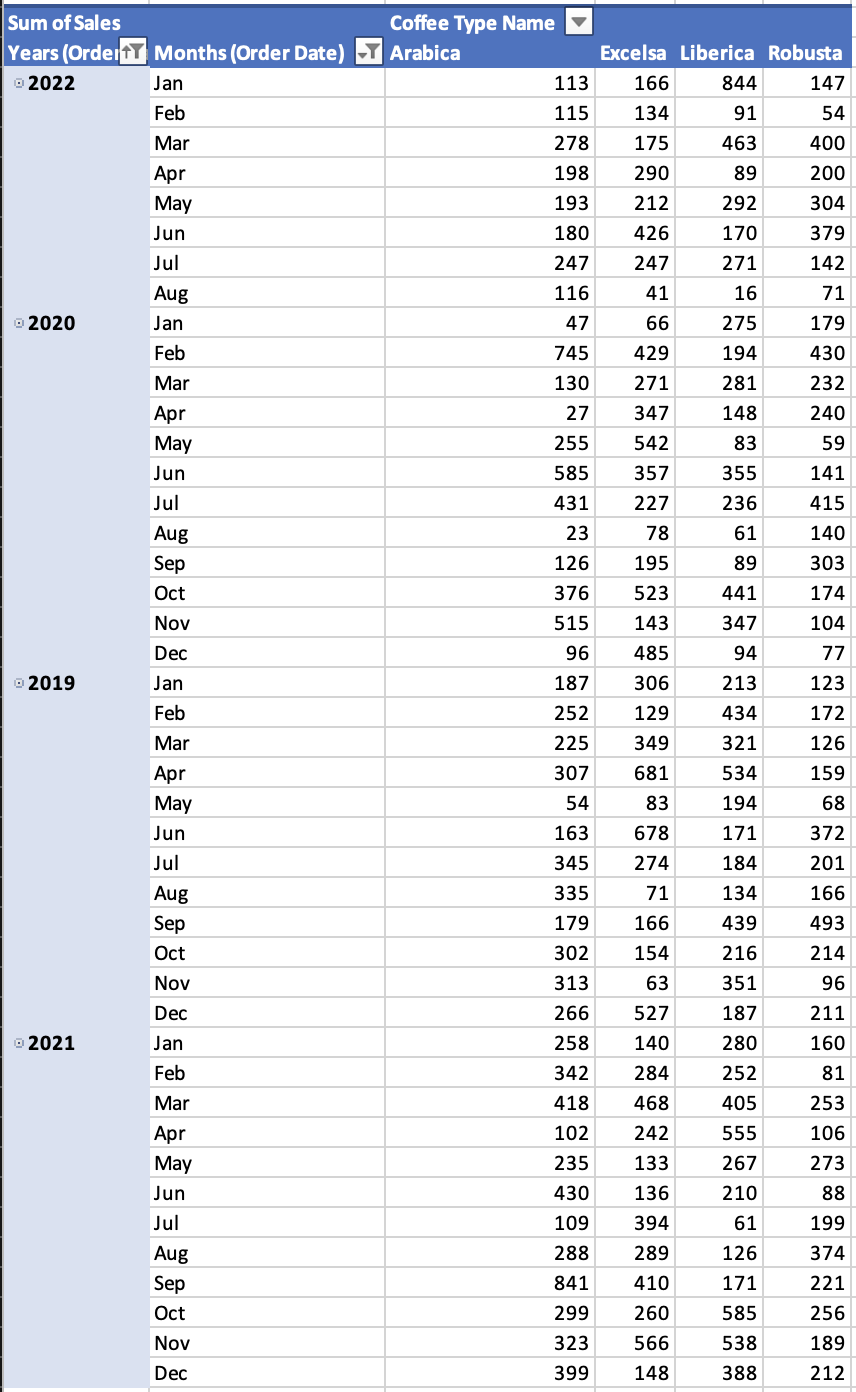 Sum of Sales Coffee Type Name
Years (Order Months (Order Date) Arabica Excelsa Liberica Robusta
2022 Jan 113 166 844 147
Feb 115 134 91 54
Mar 278 175 463 400
Apr 198 290 89 200
May 193 212 292 304
Jun 180 426 170 379
Jul 247 247 271 142
Aug 116 41 16 71
2020 Jan 47 66 275 179
Feb 745 429 194 430
Mar 130 271 281 232
Apr 27 347 148 240
May 255 542 83 59
Jun 585 357 355 141
Jul 431 227 236 415
Aug 23 78 61 140
Sep 126 195 89 303
Oct 376 523 441 174
Nov 515 143 347 104
Dec 96 485 94 77
2019 Jan 187 306 213 123
Feb 252 129 434 172
Mar 225 349 321 126
Apr 307 681 534 159
May 54 83 194 68
Jun 163 678 171 372
Jul 345 274 184 201
Aug 335 71 134 166
Sep 179 166 439 493
Oct 302 154 216 214
Nov 313 63 351 96
Dec 266 527 187 211
2021 Jan 258 140 280 160
Feb 342 284 252 81
Mar 418 468 405 253
Apr 102 242 555 106
May 235 133 267 273
Jun 430 136 210 88
Jul 109 394 61 199
Aug 288 289 126 374
Sep 841 410 171 221
Oct 299 260 585 256
Nov 323 566 538 189
Dec 399 148 388 212